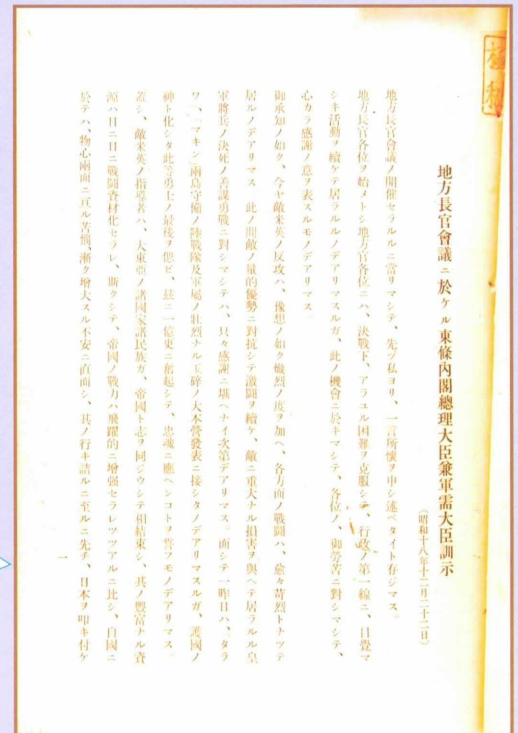 極秘
地方長官會議ニ於ケル東條內閣總理大臣兼軍需大臣訓示
(昭和十八年十二月二十二日)
地方長官會議ノ開催セラルルニ當リマシテ、先ヅ私ヨリ、一言所懷ヲ申シ述ベタイト存ジマス。
地方長官各位ヲ始メトシ地方官各位ニハ、決戰下、アラユル困難ヲ克服シテ、行政ノ第一線ニ、目覺マ
シキ活動ヲ續ケテ居ラルルノデアリマスルガ、此ノ機會ニ於キマシテ、各位ノ、御勞苦ニ對シマシテ、
心カラ感謝ノ意ヲ表スルモノデアリマス。
御承知ノ如ク、今ヤ敵米英ノ反攻ハ、豫想ノ如ク熾烈ノ度ヲ加ヘ、各方面ノ戰鬪ハ、愈々苛烈トナツテ
居ルノデアリマス 此ノ間敵ノ量的優勢ニ對抗シテ激鬪ヲ續ケ、敵ニ重大ナル損害ヲ與ヘテ居ラルル皇
軍將兵ノ決死ノ善謀勇戰ニ對シマシテハ、只々感謝ニ堪ヘナイ次第デアリマス。而シテ一昨日ハ、「タラ
ワ」、「マキン」兩島守備ノ陸戰隊及軍屬ノ壯烈ナル玉碎ノ大本營發表ニ接シタノデアリマスルガ、護國ノ
神ト化シタ此等勇士ノ最後ヲ偲ビ、茲ニ一億更ニ奮起シテ、忠魂ニ應ヘンコトヲ誓フモノデアリマス。
蓋シ、敵米英ノ指導者ハ、大東亞ノ諸國家諸民族ガ、帝國ト志ヲ同ジウシテ相結束シ、其ノ豐富ナル資
源ハ日ニ日ニ戰鬪資材化セラレ、斯クシテ、帝國ノ戰力ハ飛躍的ニ增强セラレツツアルニ比シ、自國ニ
於テハ、物心兩面ニ亘ル苦惱、漸ク增大スル不安ニ直面シ、其ノ行キ詰ルニ至ルニ先チ、日本ヲ叩キ付ケ
一